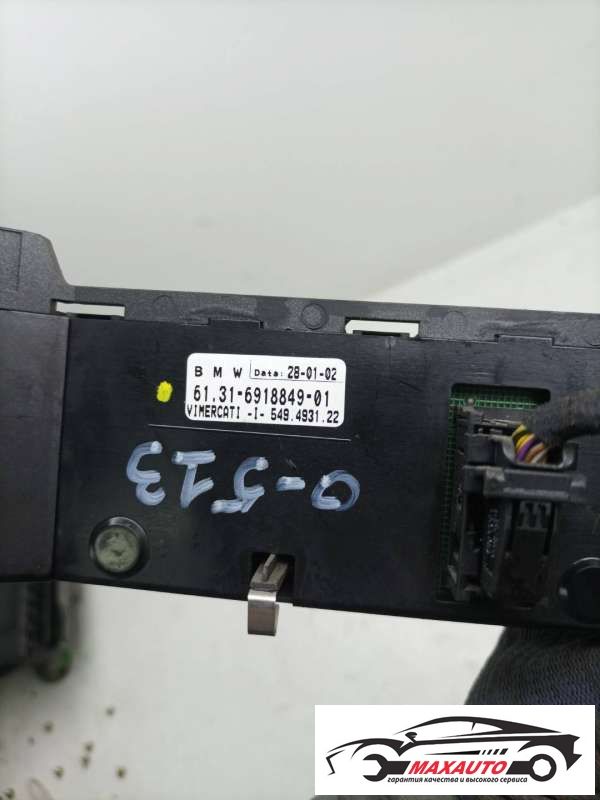 BMW Data: 28-01-02
61.31-6918849-01
VIMERCATI -I- 549.4931.22
0-513
MAXAUTO
гарантия качества и высокого сервиса